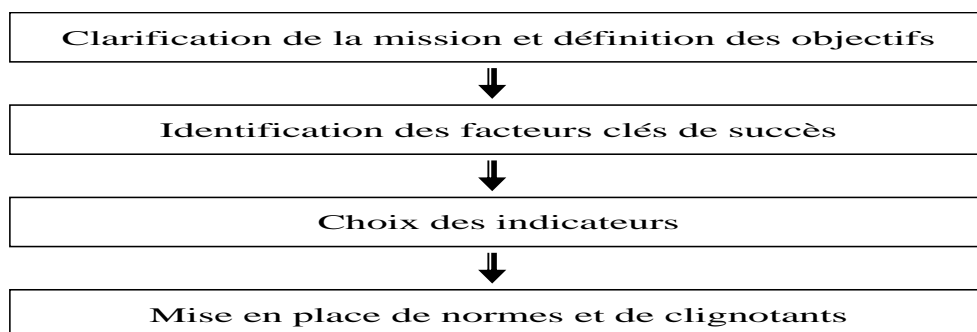 Clarification de la mission et définition des objectifs
Identification des facteurs clés de succès
Choix des indicateurs
Mise en place de normes et de clignotants